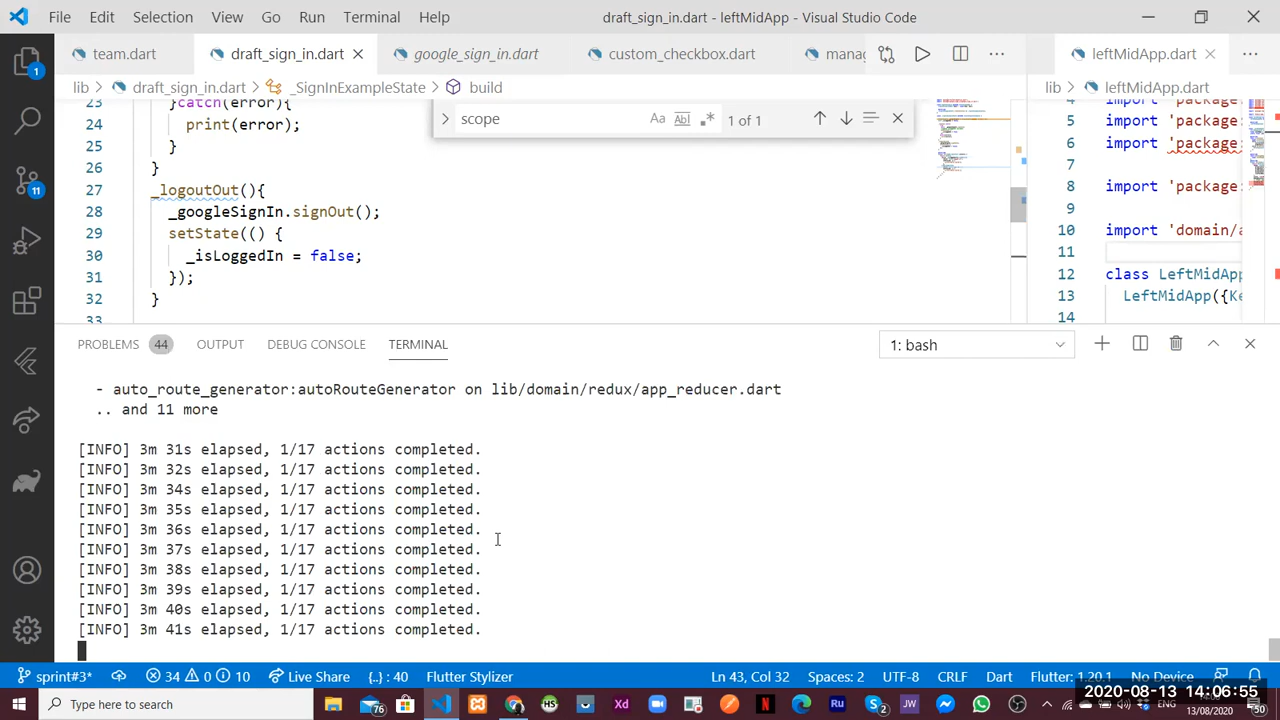 File Edit Selection View Go Run Terminal Help
draft_sign_in.dart - leftMidApp - Visual Studio Code
team.dart draft_sign_in.dart google_sign_in.dart custom_checkbox.dart mana
leftMidApp.dart
lib > draft_sign_in.dart > _SignInExampleState > build
lib > leftMidApp.dart
scope Aa Abl 1 of 1
23 }catch(error){
24 print(error);
25 }
26 }
27 _logoutOut(){
28 _googleSignIn.signOut();
29 setState(() {
30 _isLoggedIn = false;
31 });
32 }
33
4 import 'package:
5 import 'package:
6 import 'package:
7
8 import 'package:
9
10 import 'domain/a
11
12 class LeftMidApp
13 LeftMidApp({Ke
14
PROBLEMS 44 OUTPUT DEBUG CONSOLE TERMINAL 1: bash
- auto_route_generator:autoRouteGenerator on lib/domain/redux/app_reducer.dart
.. and 11 more
[INFO] 3m 31s elapsed, 1/17 actions completed.
[INFO] 3m 32s elapsed, 1/17 actions completed.
[INFO] 3m 34s elapsed, 1/17 actions completed.
[INFO] 3m 35s elapsed, 1/17 actions completed.
[INFO] 3m 36s elapsed, 1/17 actions completed.
[INFO] 3m 37s elapsed, 1/17 actions completed.
[INFO] 3m 38s elapsed, 1/17 actions completed.
[INFO] 3m 39s elapsed, 1/17 actions completed.
[INFO] 3m 40s elapsed, 1/17 actions completed.
[INFO] 3m 41s elapsed, 1/17 actions completed.
1
11
sprint#3* 34 0 10 Live Share {..} : 40 Flutter Stylizer Ln 43, Col 32 Spaces: 2 UTF-8 CRLF Dart Flutter: 1.20.1 No Device
2020-08-13 14:06:55
Type here to search
76 HS Xd Ru 2 JW
13/08/2020